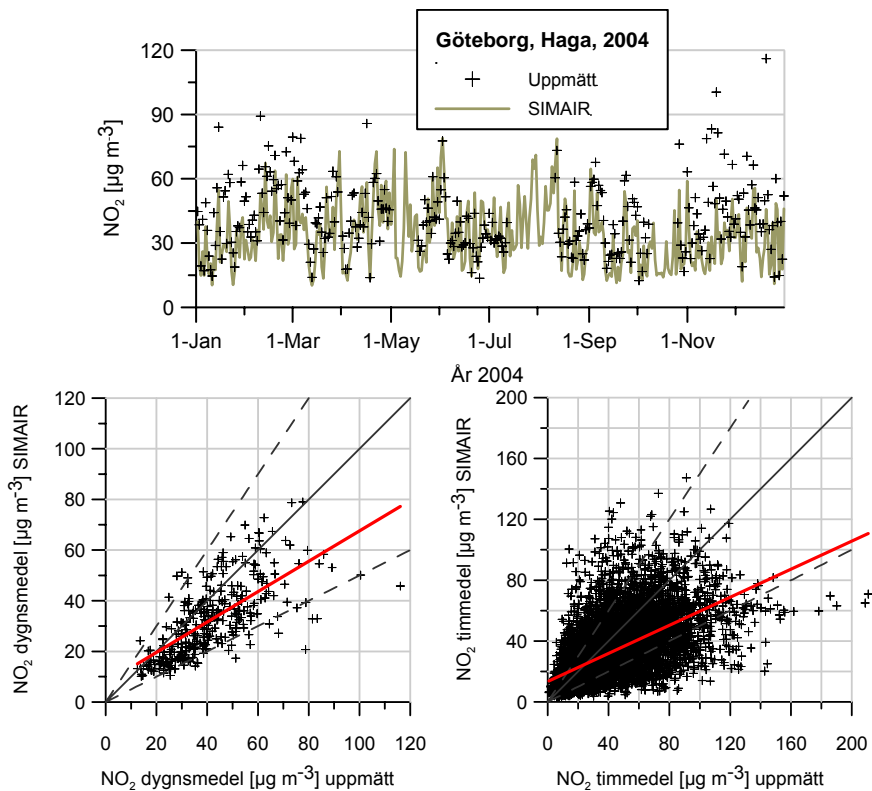 Göteborg, Haga, 2004
Uppmätt
SIMAIR
NO2 [µg m-3]
120
90
60
30
0
1-Jan 1-Mar 1-May 1-Jul 1-Sep 1-Nov
År 2004
NO2 dygnsmedel [µg m-3] SIMAIR
120
100
80
60
40
20
0
0 20 40 60 80 100 120
NO2 dygnsmedel [µg m-3] uppmätt
NO2 timmedel [µg m-3] SIMAIR
200
160
120
80
40
0
0 40 80 120 160 200
NO2 timmedel [µg m-3] uppmätt